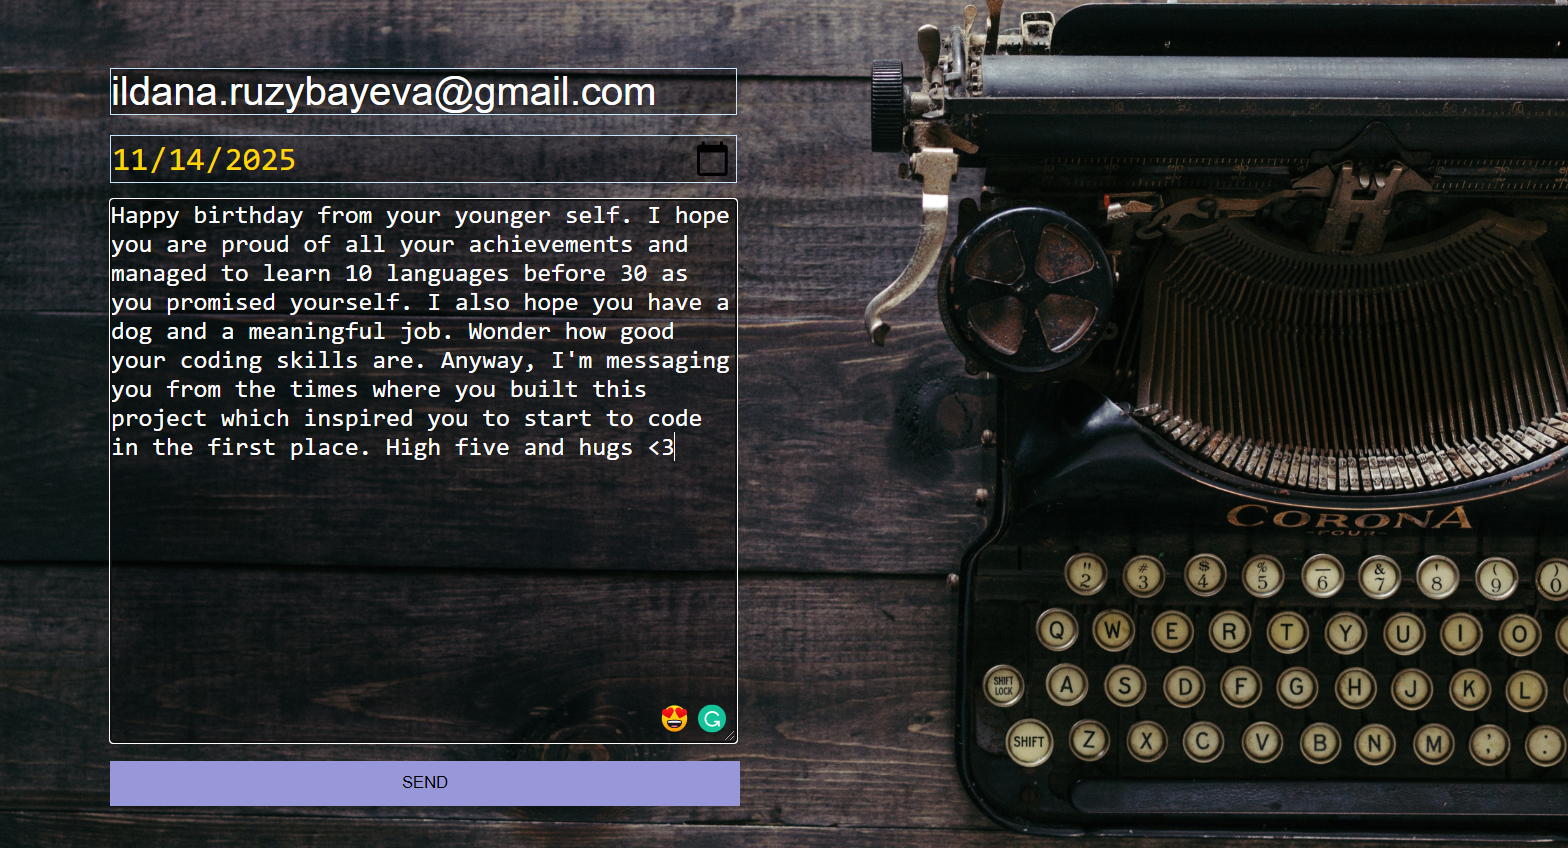 ildana.ruzybayeva@gmail.com
11/14/2025
Happy birthday from your younger self. I hope
you are proud of all your achievements and
managed to learn 10 languages before 30 as
you promised yourself. I also hope you have a
dog and a meaningful job. Wonder how good
your coding skills are. Anyway, I'm messaging
you from the times where you built this
project which inspired you to start to code
in the first place. High five and hugs <3
SEND
CORONA
FOUR
" 2 # 3 $ 4 % 5 — 6 & 7 ' 8 ( 9 ) 0
Q W E R T Y U I O
SHIFT LOCK A S D F G H J K L
SHIFT Z X C V B N M , ; . :